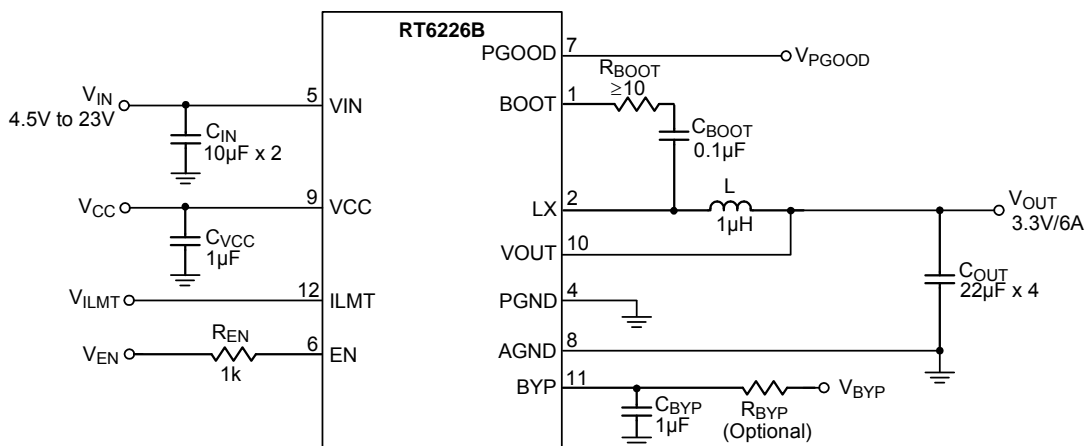 RT6226B
PGOOD
7
VPGOOD
RBOOT
≥10
BOOT
1
CBOOT
0.1µF
VIN
4.5V to 23V
5
VIN
CIN
10µF x 2
VCC
9
VCC
CVCC
1µF
LX
2
L
1µH
VOUT
3.3V/6A
VOUT
10
COUT
22µF x 4
VILMT
12
ILMT
PGND
4
VEN
REN
1k
6
EN
AGND
8
BYP
11
CBYP
1µF
RBYP
(Optional)
VBYP